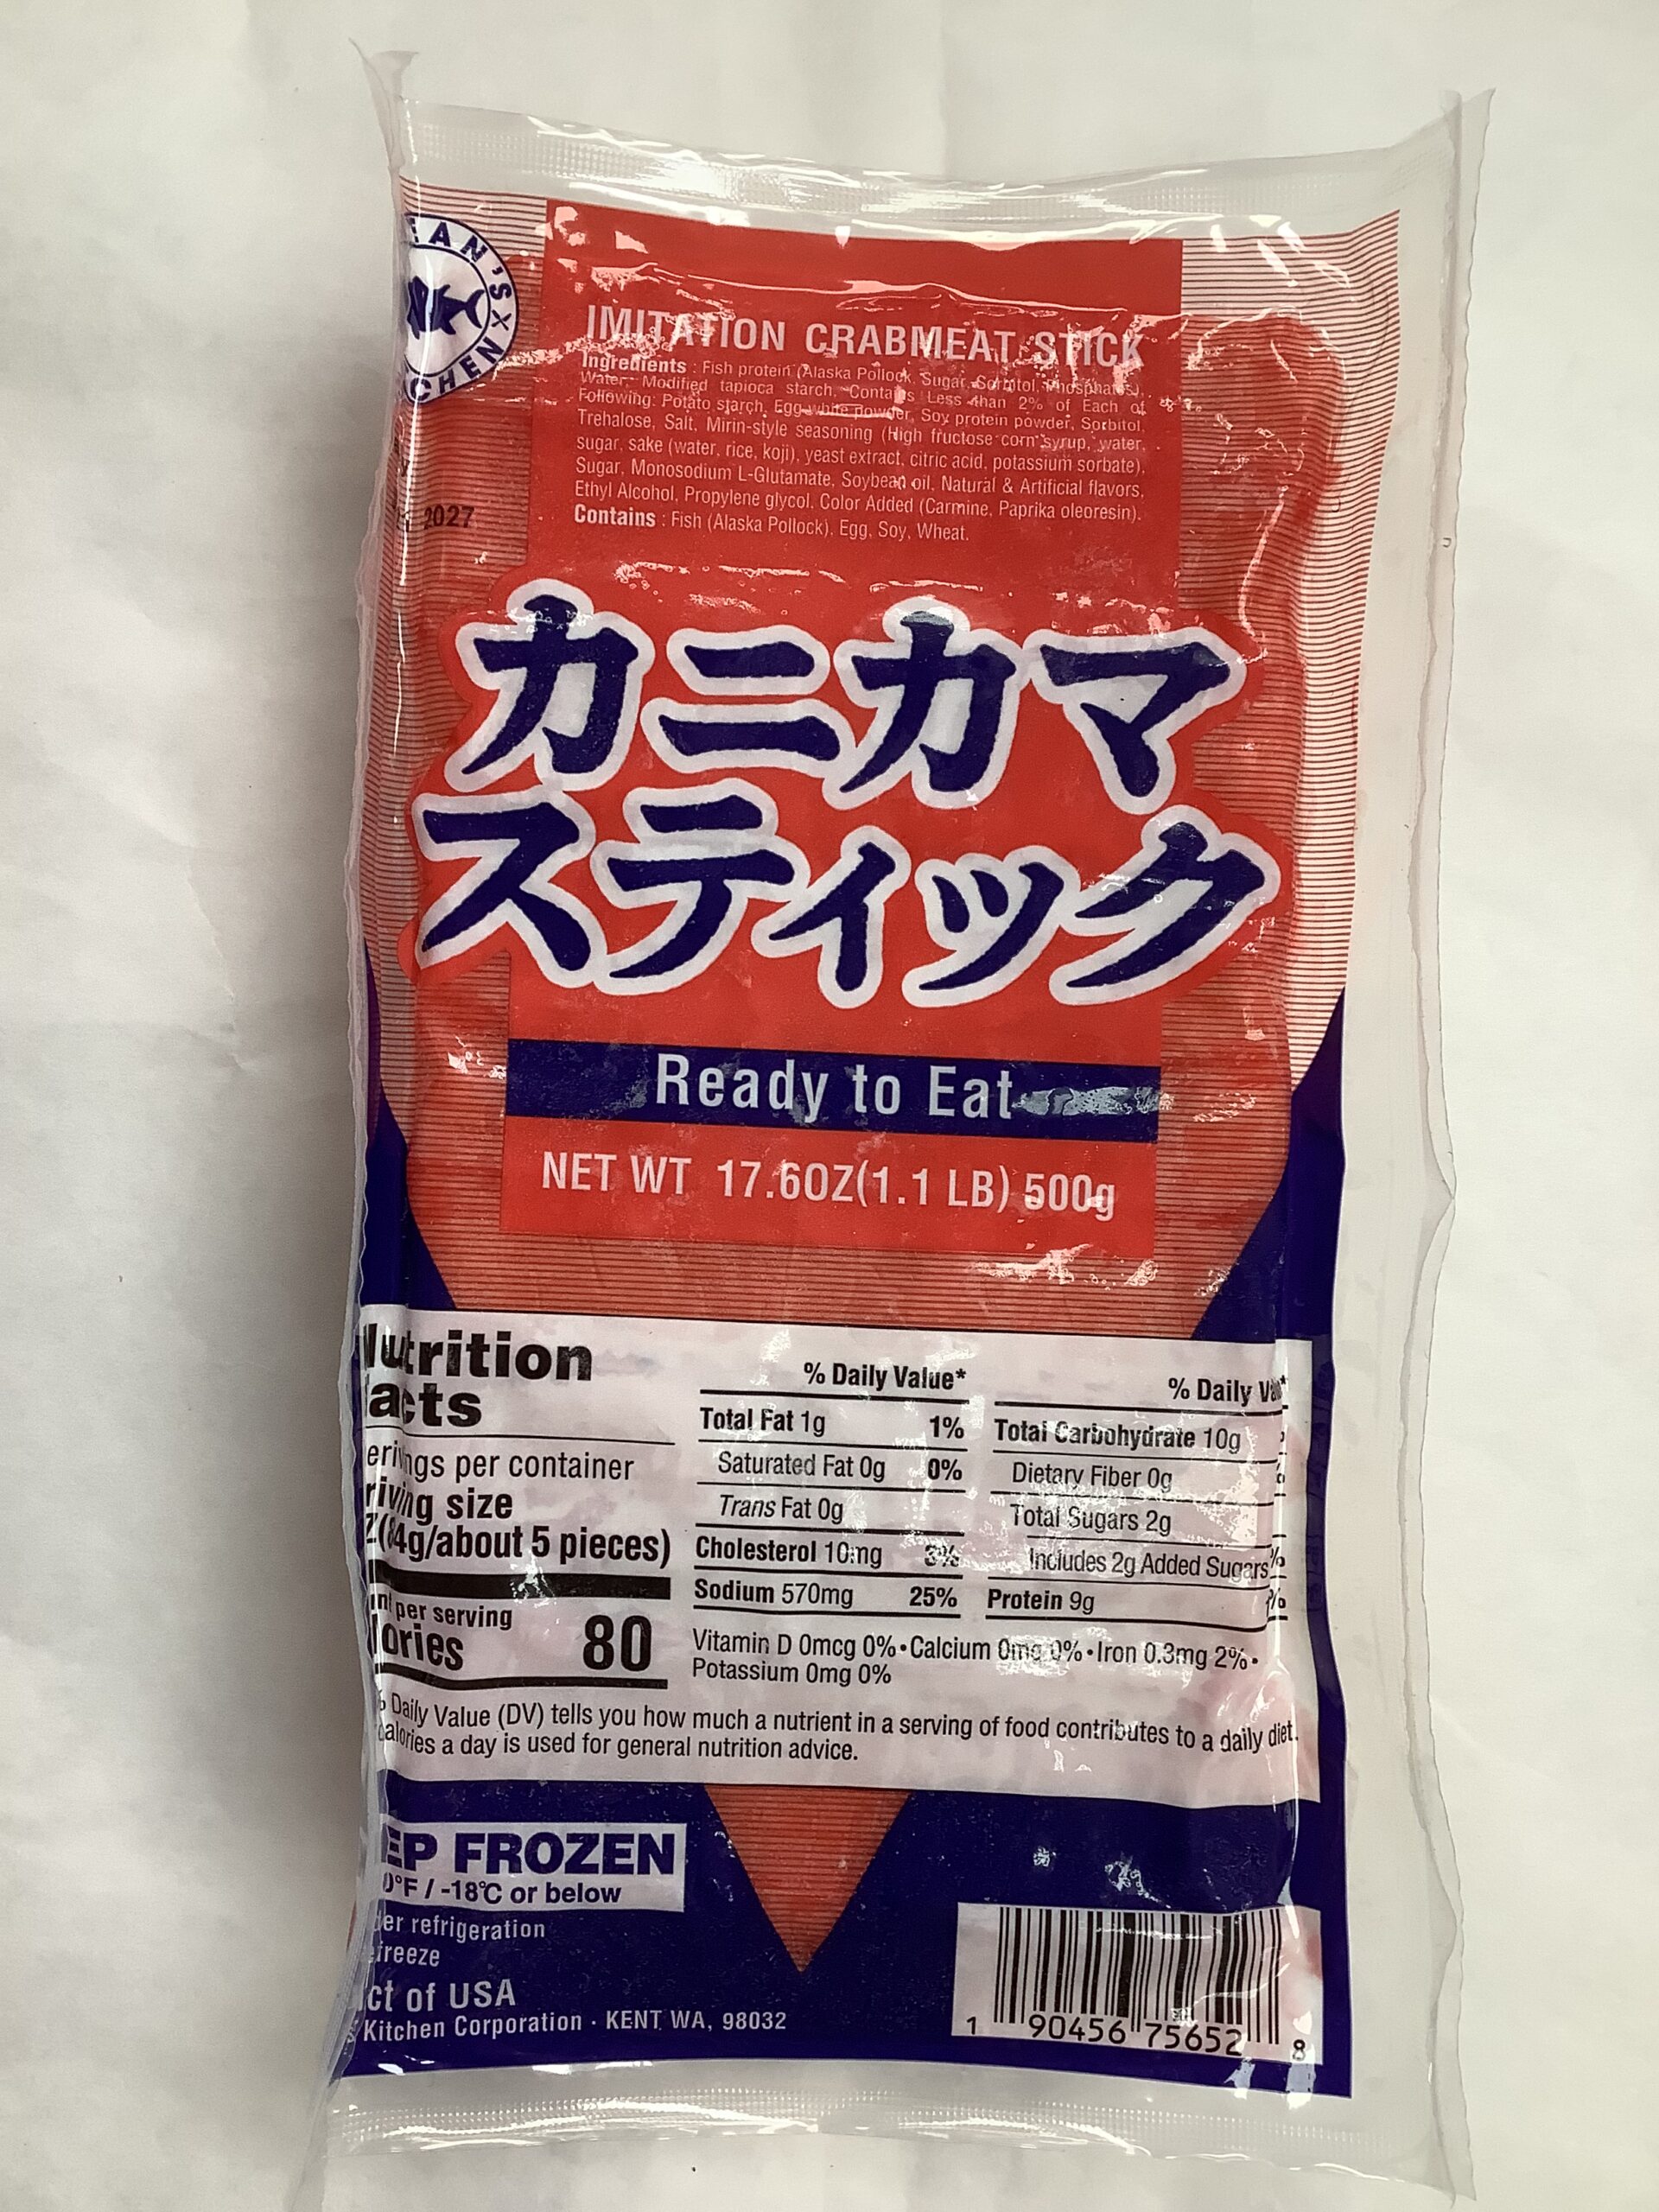 EAN'S
CHEN
IMITATION CRABMEAT STICK
Ingredients : Fish protein (Alaska Pollock, Sugar, Sorbitol, Phosphates),
Water, Modified tapioca starch, Contains Less than 2% of Each of
Following: Potato starch, Egg white powder, Soy protein powder, Sorbitol,
Trehalose, Salt, Mirin-style seasoning (High fructose corn syrup, water,
sugar, sake (water, rice, koji), yeast extract, citric acid, potassium sorbate),
Sugar, Monosodium L-Glutamate, Soybean oil, Natural & Artificial flavors,
Ethyl Alcohol, Propylene glycol, Color Added (Carmine, Paprika oleoresin).
Contains : Fish (Alaska Pollock), Egg, Soy, Wheat.
2027
カニカマ
スティック
Ready to Eat
NET WT 17.6OZ(1.1 LB) 500g
Nutrition
acts
ervings per container
rving size
Z(84g/about 5 pieces)
per serving
lories 80
% Daily Value*
Total Fat 1g 1%
Saturated Fat 0g 0%
Trans Fat 0g
Cholesterol 10mg 3%
Sodium 570mg 25%
% Daily Va
Total Carbohydrate 10g
Dietary Fiber 0g
Total Sugars 2g
Includes 2g Added Sugars %
Protein 9g %
Vitamin D 0mcg 0% • Calcium 0mg 0% • Iron 0.3mg 2% •
Potassium 0mg 0%
Daily Value (DV) tells you how much a nutrient in a serving of food contributes to a daily diet.
calories a day is used for general nutrition advice.
EP FROZEN
0°F / -18℃ or below
der refrigeration
freeze
ct of USA
Kitchen Corporation · KENT WA, 98032
1 90456 75652 8